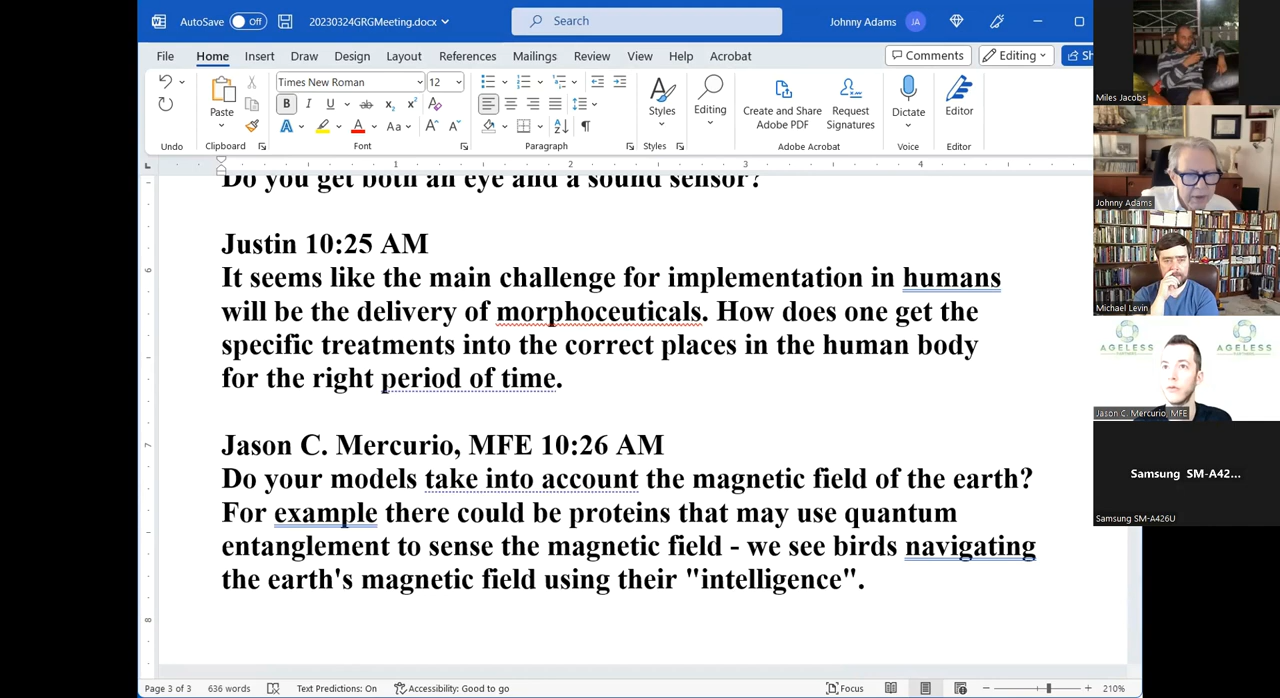 AutoSave Off 20230324GRGMeeting.docx Search Johnny Adams JA
File Home Insert Draw Design Layout References Mailings Review View Help Acrobat Comments Editing Sh
Times New Roman 12
Paste Styles Editing Create and Share Adobe PDF Request Signatures Dictate Editor
Undo Clipboard Font Paragraph Styles Adobe Acrobat Voice Editor
1 2 3 4
Do you get both an eye and a sound sensor?
Justin 10:25 AM
It seems like the main challenge for implementation in humans
will be the delivery of morphoceuticals. How does one get the
specific treatments into the correct places in the human body
for the right period of time.
Jason C. Mercurio, MFE 10:26 AM
Do your models take into account the magnetic field of the earth?
For example there could be proteins that may use quantum
entanglement to sense the magnetic field - we see birds navigating
the earth's magnetic field using their "intelligence".
6
7
8
Page 3 of 3 636 words Text Predictions: On Accessibility: Good to go Focus 210%
Miles Jacobs
Johnny Adams
Michael Levin
AGELESS AGELESS
Jason C. Mercurio, MFE
Samsung SM-A42...
Samsung SM-A426U